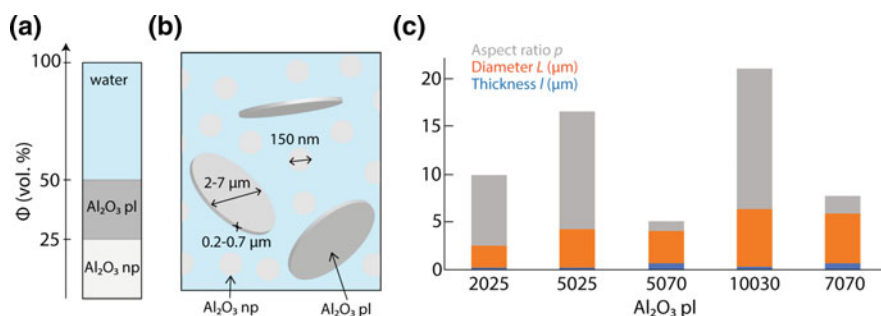 (a)
Φ (vol. %)
100
50
25
water
Al₂O₃ pl
Al₂O₃ np
(b)
150 nm
2-7 μm
0.2-0.7 μm
Al₂O₃ np
Al₂O₃ pl
(c)
Aspect ratio p
Diameter L (μm)
Thickness l (μm)
20
15
10
5
0
2025 5025 5070 10030 7070
Al₂O₃ pl